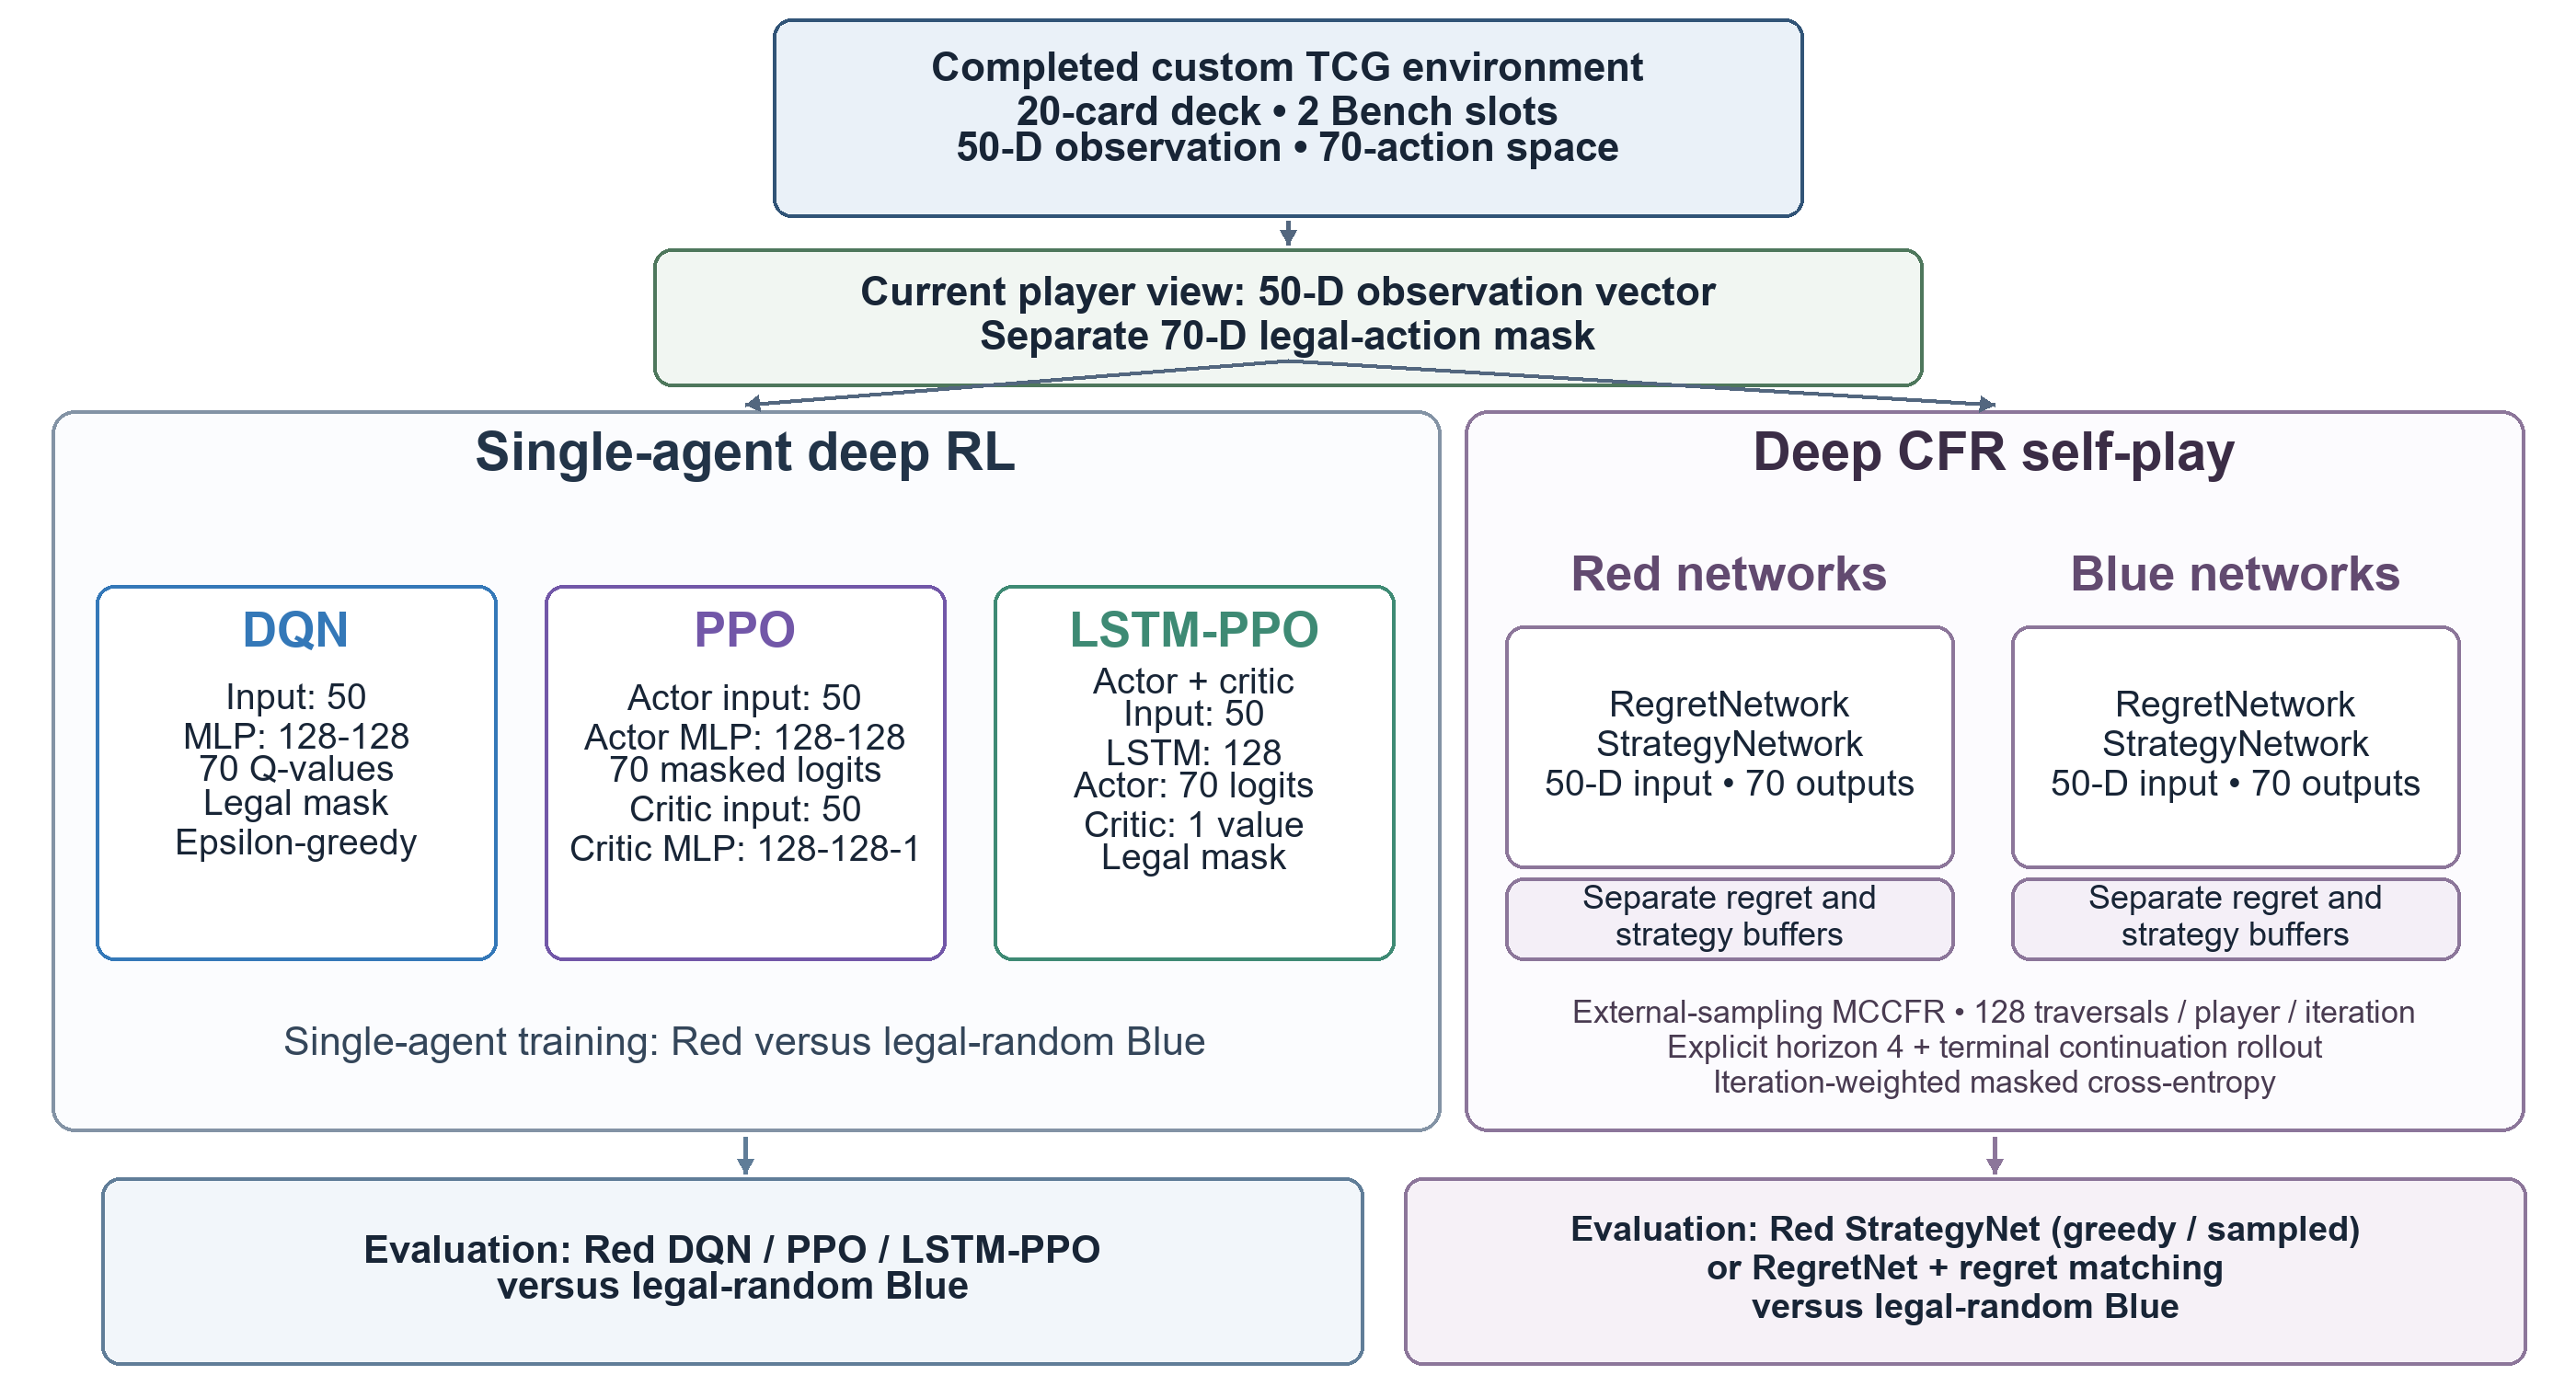 Completed custom TCG environment
20-card deck • 2 Bench slots
50-D observation • 70-action space
Current player view: 50-D observation vector
Separate 70-D legal-action mask
Single-agent deep RL
DQN
Input: 50
MLP: 128-128
70 Q-values
Legal mask
Epsilon-greedy
PPO
Actor input: 50
Actor MLP: 128-128
70 masked logits
Critic input: 50
Critic MLP: 128-128-1
LSTM-PPO
Actor + critic
Input: 50
LSTM: 128
Actor: 70 logits
Critic: 1 value
Legal mask
Single-agent training: Red versus legal-random Blue
Deep CFR self-play
Red networks
RegretNetwork
StrategyNetwork
50-D input • 70 outputs
Separate regret and
strategy buffers
Blue networks
RegretNetwork
StrategyNetwork
50-D input • 70 outputs
Separate regret and
strategy buffers
External-sampling MCCFR • 128 traversals / player / iteration
Explicit horizon 4 + terminal continuation rollout
Iteration-weighted masked cross-entropy
Evaluation: Red DQN / PPO / LSTM-PPO
versus legal-random Blue
Evaluation: Red StrategyNet (greedy / sampled)
or RegretNet + regret matching
versus legal-random Blue